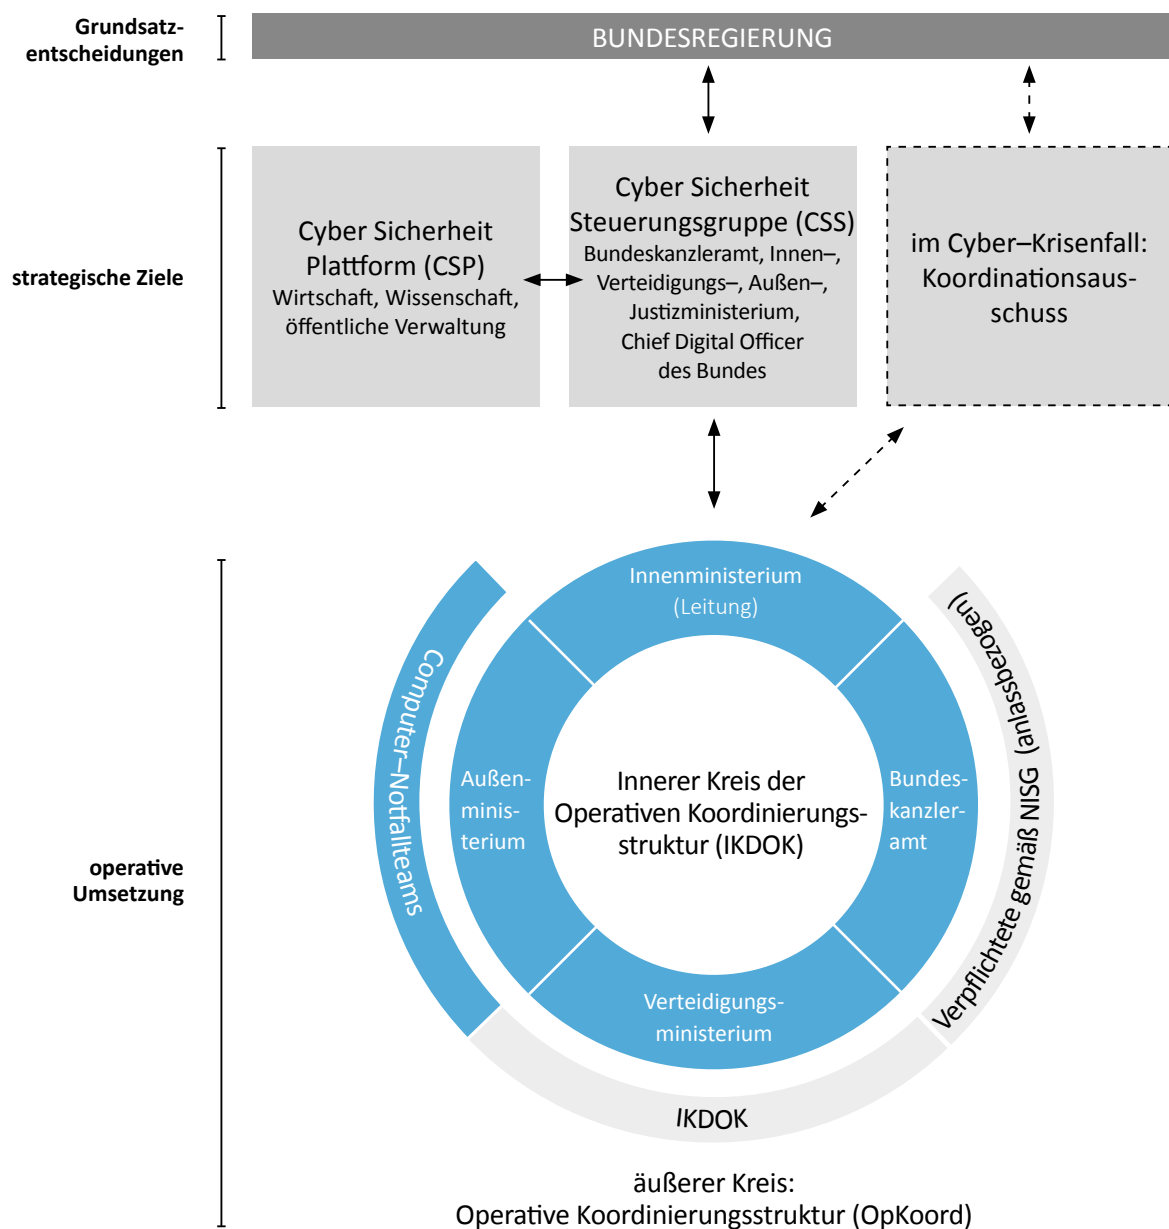 Grundsatz-
entscheidungen
BUNDESREGIERUNG
strategische Ziele
Cyber Sicherheit
Plattform (CSP)
Wirtschaft, Wissenschaft,
öffentliche Verwaltung
Cyber Sicherheit
Steuerungsgruppe (CSS)
Bundeskanzleramt, Innen–,
Verteidigungs–, Außen–,
Justizministerium,
Chief Digital Officer
des Bundes
im Cyber–Krisenfall:
Koordinationsaus-
schuss
operative
Umsetzung
Innenministerium
(Leitung)
Computer–Notfallteams
Außen-
minis-
terium
Innerer Kreis der
Operativen Koordinierungs-
struktur (IKDOK)
Bundes-
kanzler-
amt
Verpflichtete gemäß NISG (anlassbezogen)
Verteidigungs-
ministerium
IKDOK
äußerer Kreis:
Operative Koordinierungsstruktur (OpKoord)